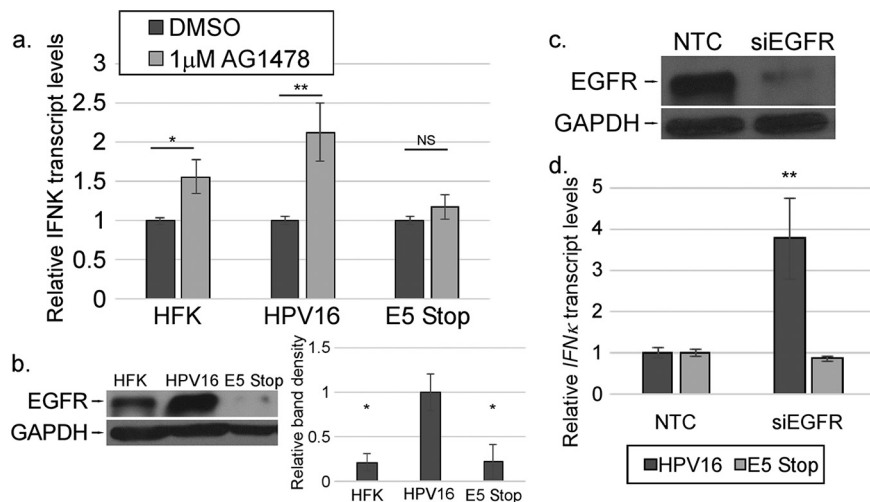 a.
DMSO
1µM AG1478
Relative IFNK transcript levels
3
2.5
2
1.5
1
0.5
0
*
**
NS
HFK HPV16 E5 Stop
b.
HFK HPV16 E5 Stop
EGFR
GAPDH
Relative band density
1.5
1
0.5
0
*
*
HFK HPV16 E5 Stop
c.
NTC siEGFR
EGFR
GAPDH
d.
Relative IFNκ transcript levels
5
4
3
2
1
0
**
NTC siEGFR
HPV16 E5 Stop